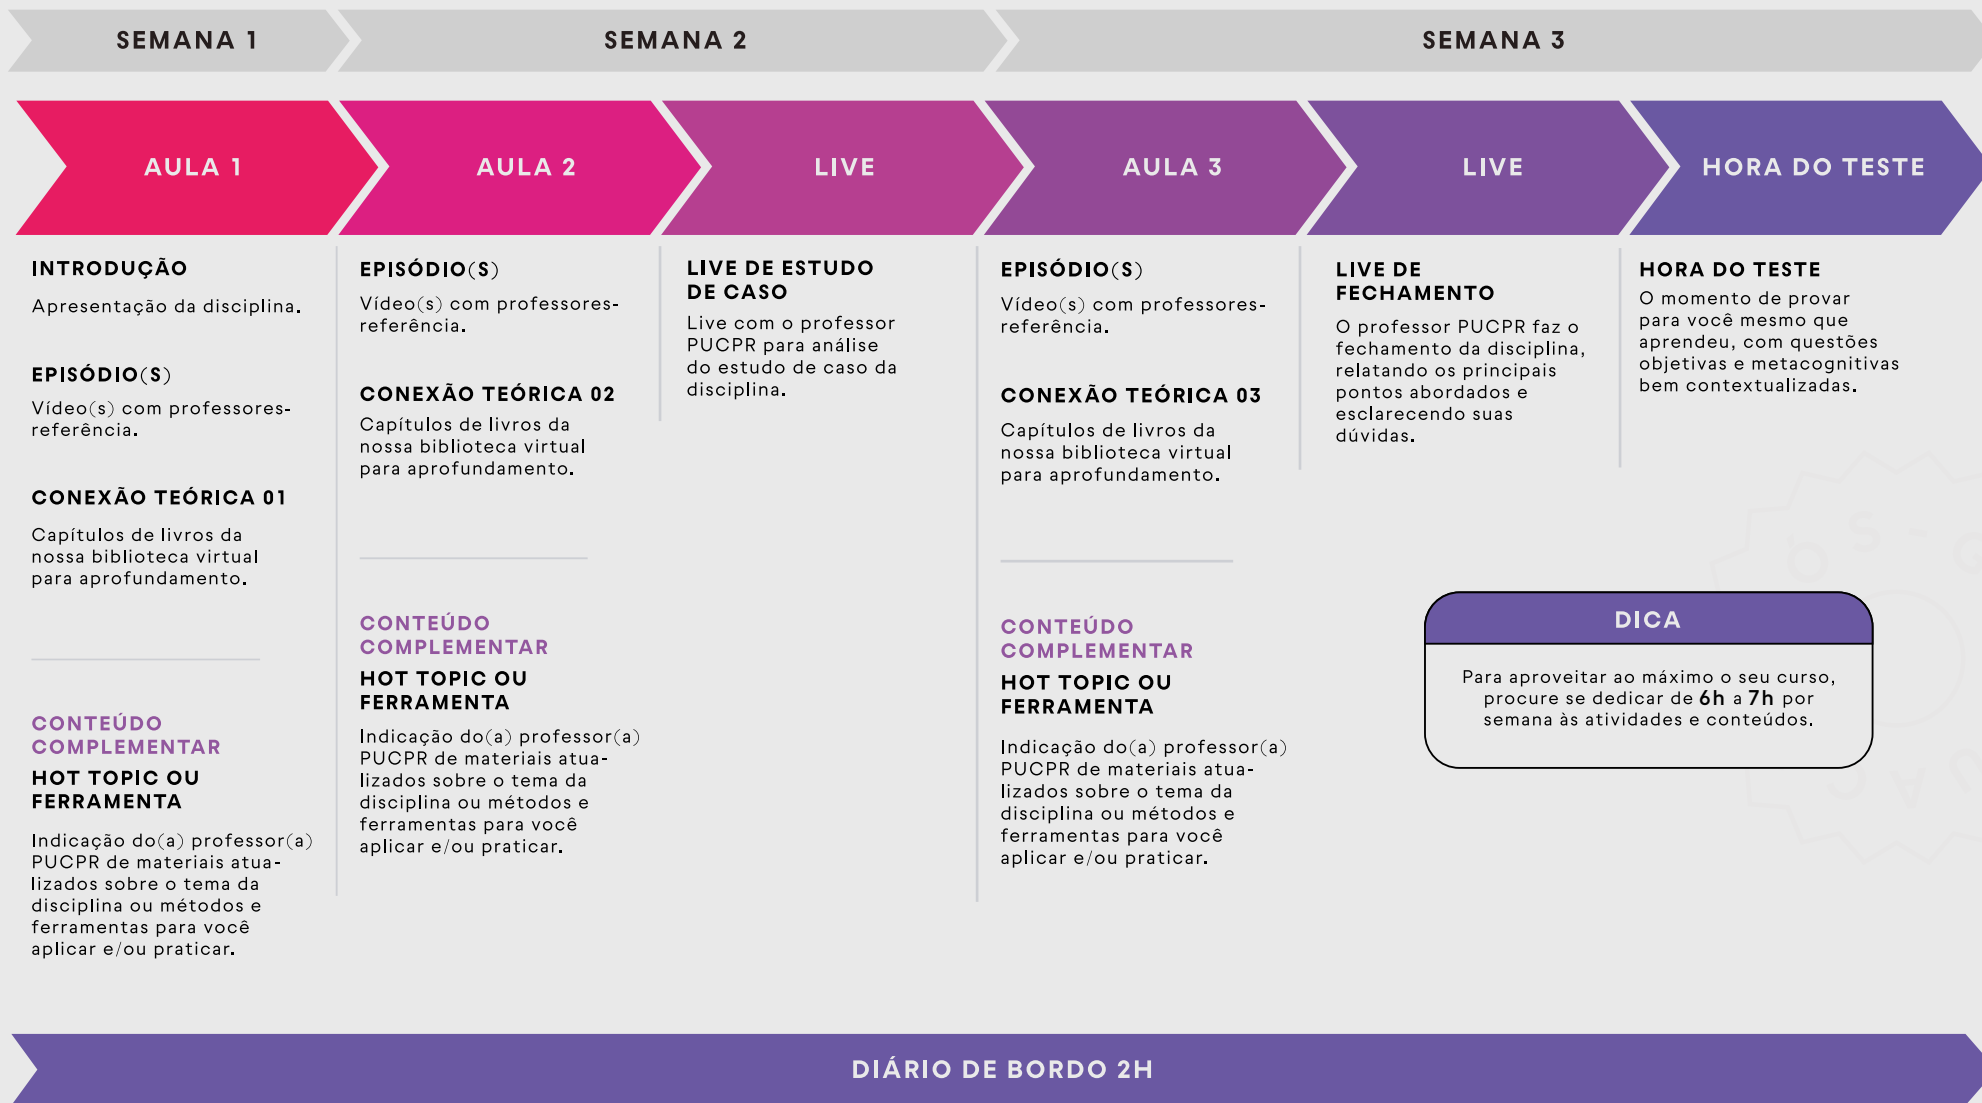 SEMANA 1
SEMANA 2
SEMANA 3
AULA 1
AULA 2
LIVE
AULA 3
LIVE
HORA DO TESTE
INTRODUÇÃO
Apresentação da disciplina.
EPISÓDIO(S)
Vídeo(s) com professores-
referência.
CONEXÃO TEÓRICA 01
Capítulos de livros da
nossa biblioteca virtual
para aprofundamento.
CONTEÚDO
COMPLEMENTAR
HOT TOPIC OU
FERRAMENTA
Indicação do(a) professor(a)
PUCPR de materiais atua-
lizados sobre o tema da
disciplina ou métodos e
ferramentas para você
aplicar e/ou praticar.
EPISÓDIO(S)
Vídeo(s) com professores-
referência.
CONEXÃO TEÓRICA 02
Capítulos de livros da
nossa biblioteca virtual
para aprofundamento.
CONTEÚDO
COMPLEMENTAR
HOT TOPIC OU
FERRAMENTA
Indicação do(a) professor(a)
PUCPR de materiais atua-
lizados sobre o tema da
disciplina ou métodos e
ferramentas para você
aplicar e/ou praticar.
LIVE DE ESTUDO
DE CASO
Live com o professor
PUCPR para análise
do estudo de caso da
disciplina.
EPISÓDIO(S)
Vídeo(s) com professores-
referência.
CONEXÃO TEÓRICA 03
Capítulos de livros da
nossa biblioteca virtual
para aprofundamento.
CONTEÚDO
COMPLEMENTAR
HOT TOPIC OU
FERRAMENTA
Indicação do(a) professor(a)
PUCPR de materiais atua-
lizados sobre o tema da
disciplina ou métodos e
ferramentas para você
aplicar e/ou praticar.
LIVE DE
FECHAMENTO
O professor PUCPR faz o
fechamento da disciplina,
relatando os principais
pontos abordados e
esclarecendo suas
dúvidas.
HORA DO TESTE
O momento de provar
para você mesmo que
aprendeu, com questões
objetivas e metacognitivas
bem contextualizadas.
DICA
Para aproveitar ao máximo o seu curso,
procure se dedicar de 6h a 7h por
semana às atividades e conteúdos.
DIÁRIO DE BORDO 2H